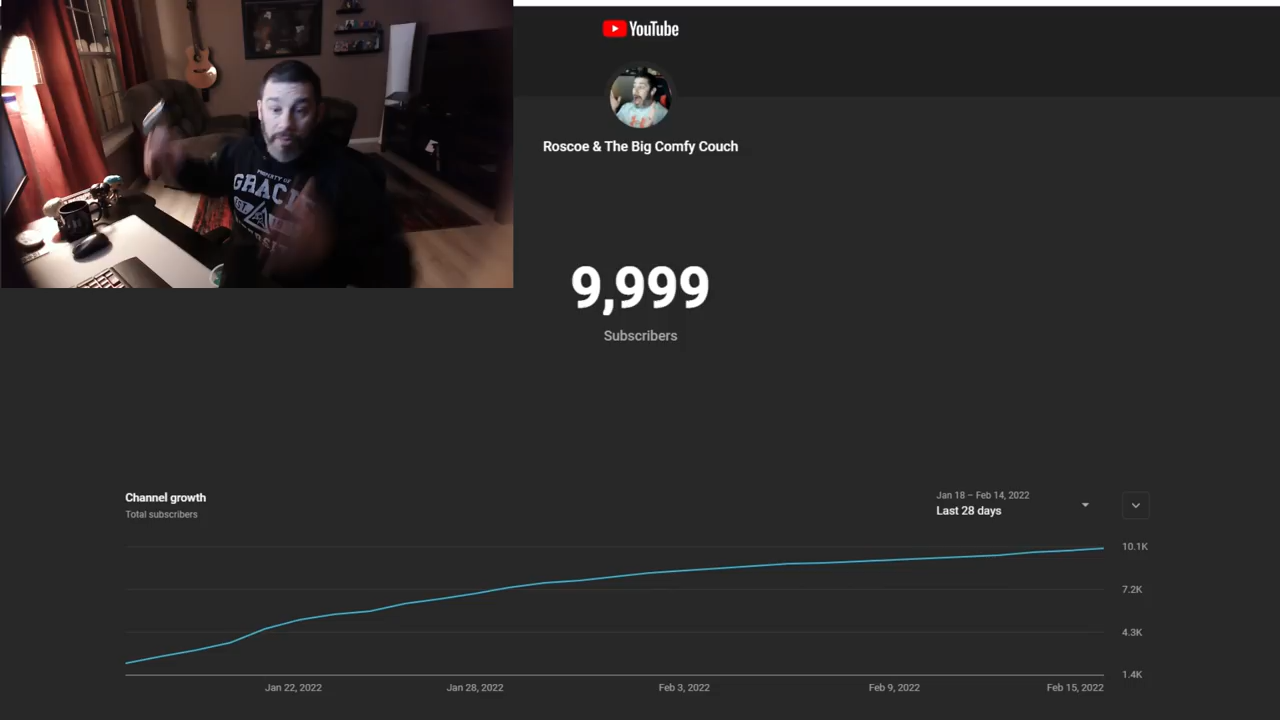 YouTube
Roscoe & The Big Comfy Couch
PROPERTY OF
9,999
Subscribers
Channel growth
Total subscribers
Jan 18 – Feb 14, 2022
Last 28 days
10.1K
7.2K
4.3K
1.4K
Jan 22, 2022
Jan 28, 2022
Feb 3, 2022
Feb 9, 2022
Feb 15, 2022